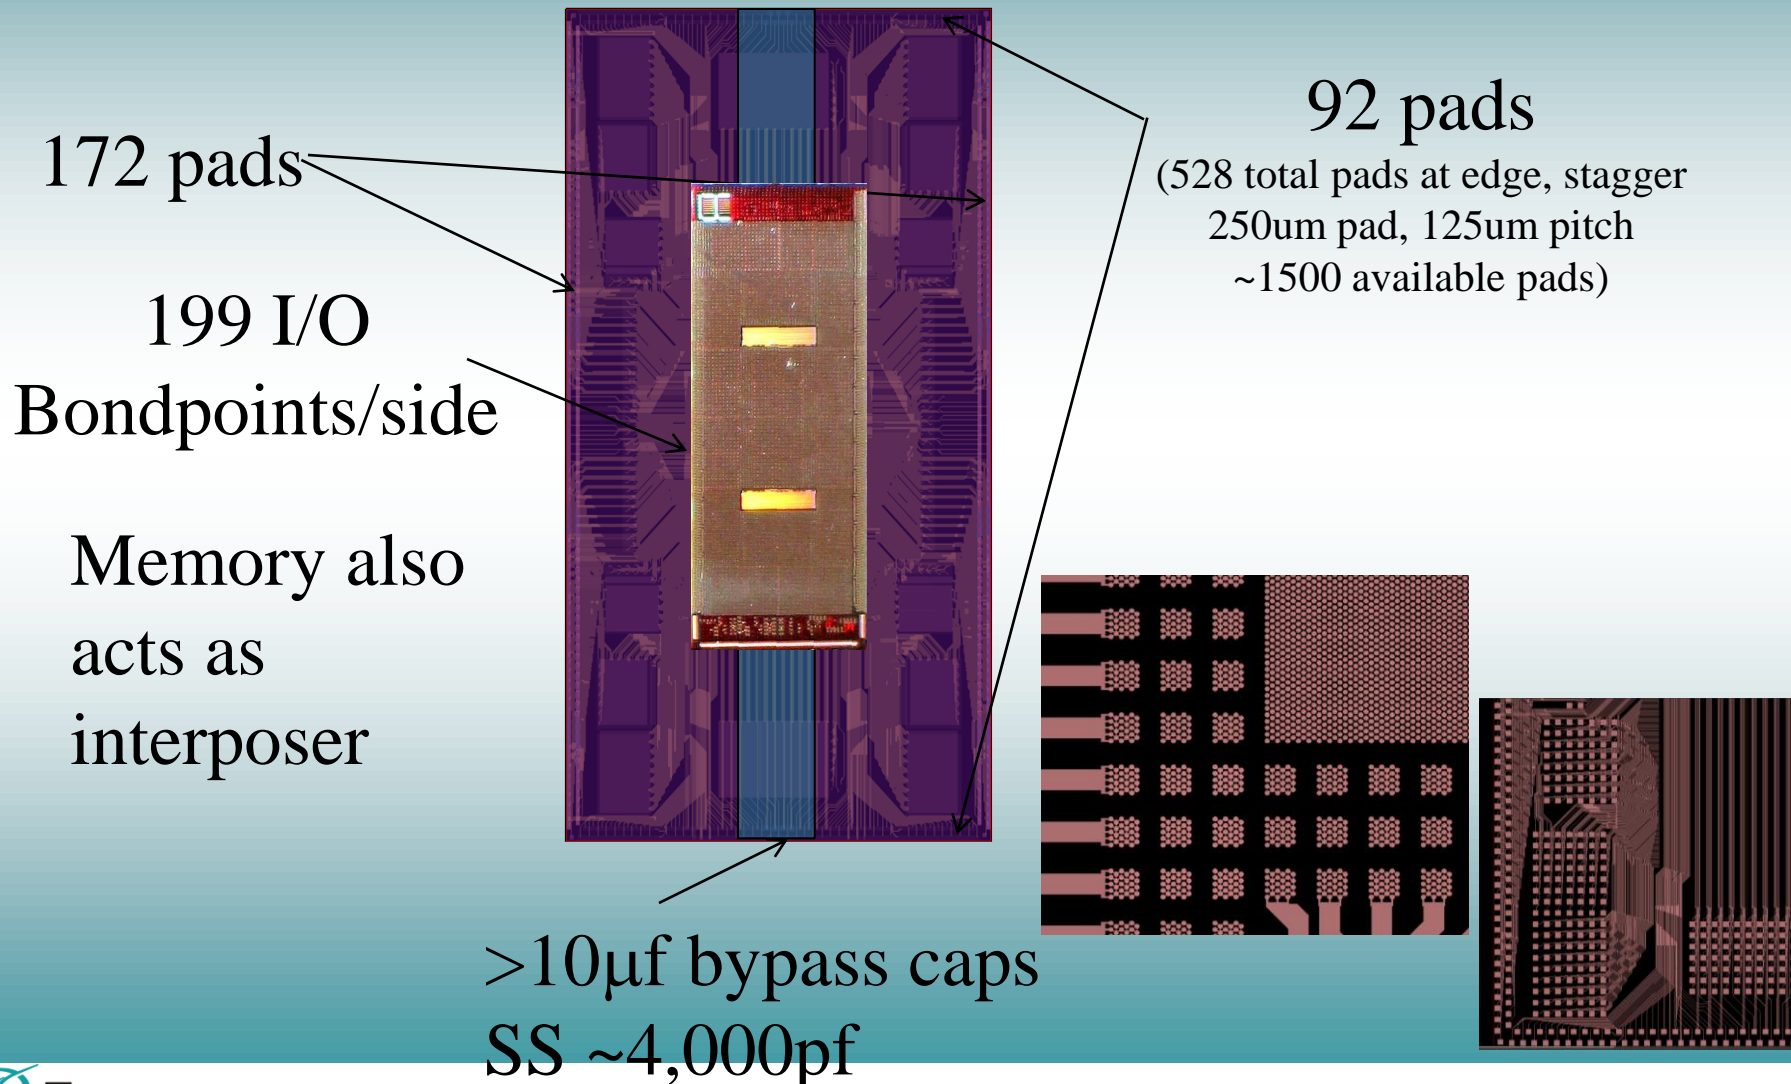 172 pads
199 I/O
Bondpoints/side
Memory also
acts as
interposer
92 pads
(528 total pads at edge, stagger
250um pad, 125um pitch
~1500 available pads)
>10μf bypass caps
SS ~4,000pf